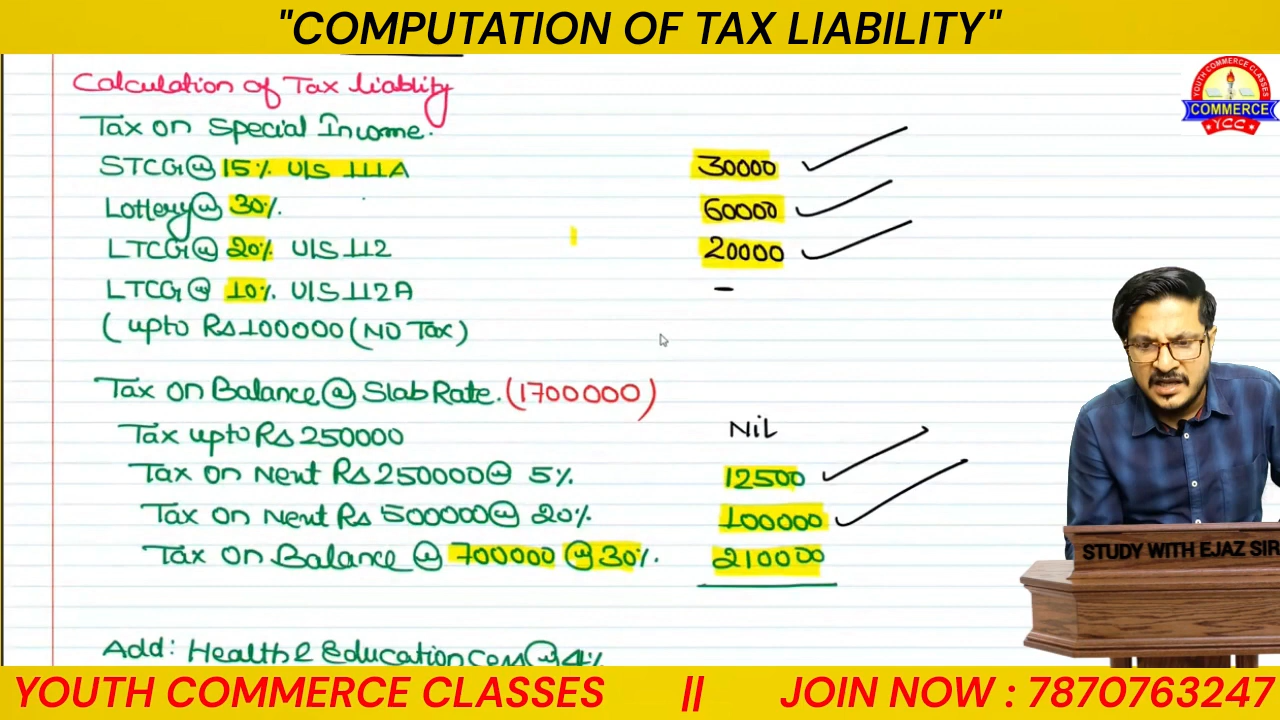 "COMPUTATION OF TAX LIABILITY"
Calculation of Tax liablity
Tax on Special Income.
STCG@ 15% U/S 111A 30000
Lottery@ 30%. 60000
LTCG@ 20% U/S 112 20000
LTCG@ 10%. U/S 112A -
(upto Rs 100000 (NO Tax)
Tax on Balance @ Slab Rate. (1700000)
Tax upto Rs 250000 NiL
Tax on Next Rs 250000@ 5%. 12500
Tax on Next Rs 500000@ 20%. 100000
Tax on Balance @ 700000 @ 30%. 210000
Add: Health & Education Cess @ 4%
YOUTH COMMERCE CLASSES
COMMERCE
YCC
STUDY WITH EJAZ SIR
YOUTH COMMERCE CLASSES || JOIN NOW : 7870763247